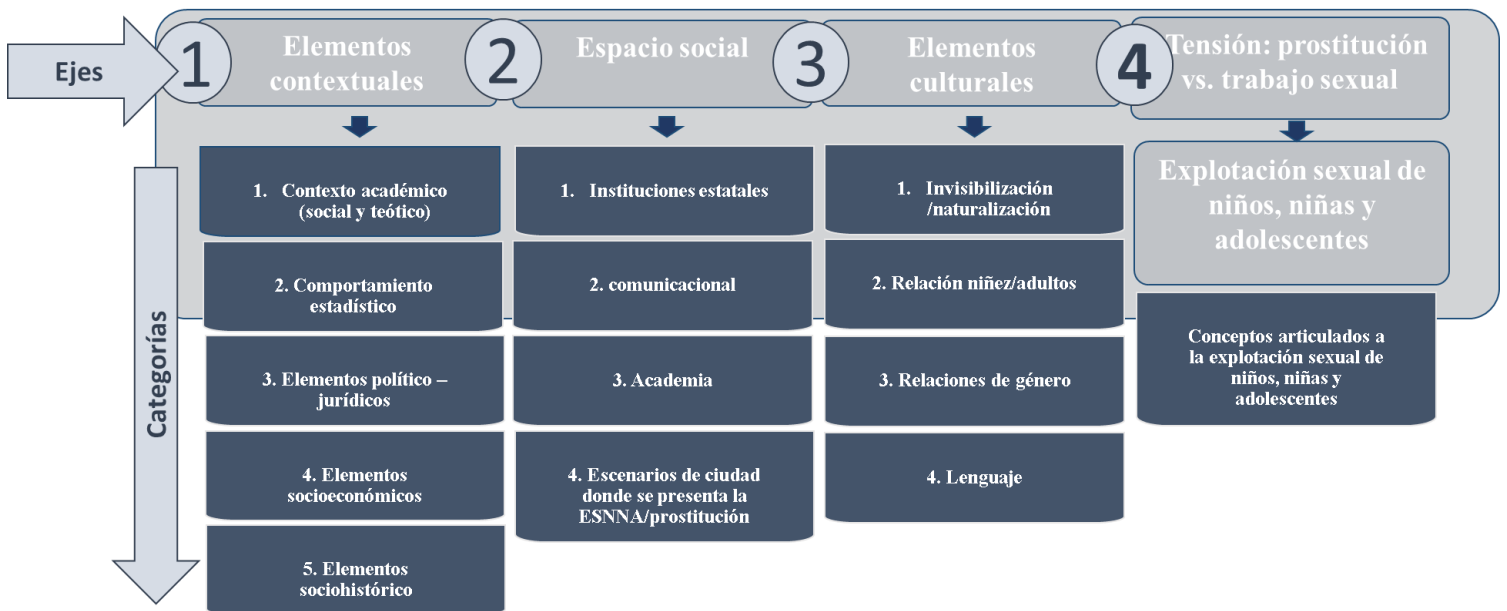 Ejes
1
Elementos
contextuales
2
Espacio social
3
Elementos
culturales
4
Tensión: prostitución
vs. trabajo sexual
Categorías
1. Contexto académico
(social y teótico)
2. Comportamiento
estadístico
3. Elementos político –
jurídicos
4. Elementos
socioeconómicos
5. Elementos
sociohistórico
1. Instituciones estatales
2. comunicacional
3. Academia
4. Escenarios de ciudad
donde se presenta la
ESNNA/prostitución
1. Invisibilización
/naturalización
2. Relación niñez/adultos
3. Relaciones de género
4. Lenguaje
Explotación sexual de
niños, niñas y
adolescentes
Conceptos articulados a
la explotación sexual de
niños, niñas y
adolescentes